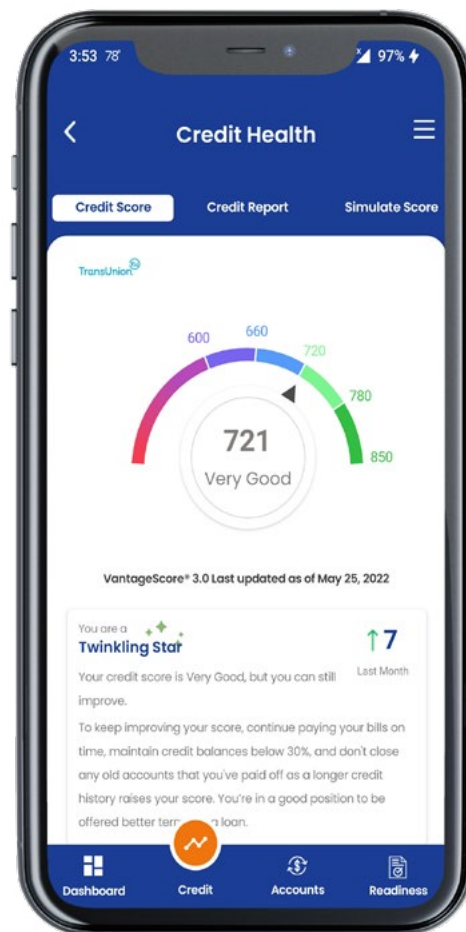 3:53 78°
97%
Credit Health
Credit Score Credit Report Simulate Score
TransUnion
600 660 720 780 850
721
Very Good
VantageScore® 3.0 Last updated as of May 25, 2022
You are a
Twinkling Star
↑7
Last Month
Your credit score is Very Good, but you can still
improve.
To keep improving your score, continue paying your bills on
time, maintain credit balances below 30%, and don't close
any old accounts that you've paid off as a longer credit
history raises your score. You're in a good position to be
offered better a loan.
Dashboard Credit Accounts Readiness